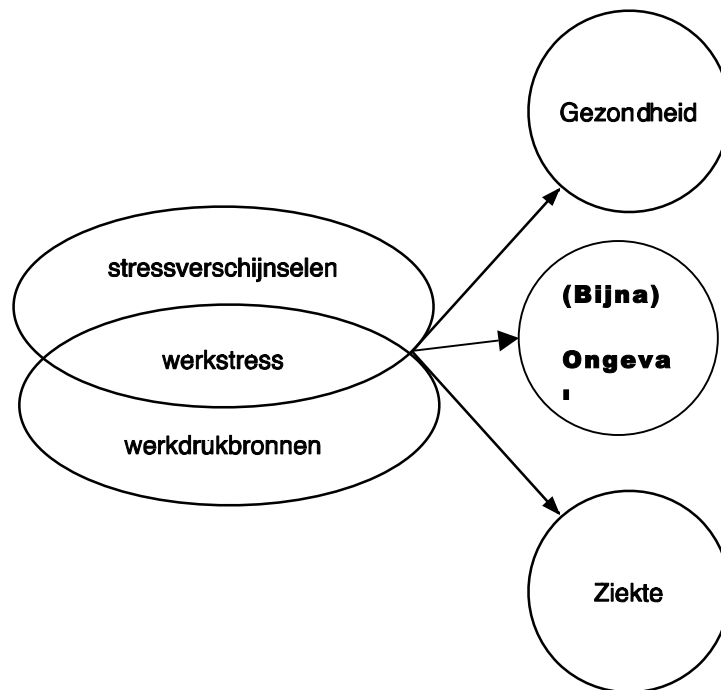 Gezondheid
stressverschijnselen
(Bijna)
Ongeva
l
werkstress
werkdrukbronnen
Ziekte